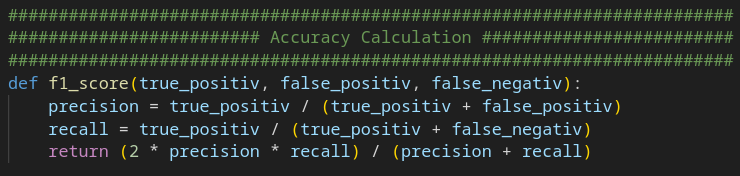 ########################################################################
######################### Accuracy Calculation #########################
########################################################################
def f1_score(true_positiv, false_positiv, false_negativ):
    precision = true_positiv / (true_positiv + false_positiv)
    recall = true_positiv / (true_positiv + false_negativ)
    return (2 * precision * recall) / (precision + recall)